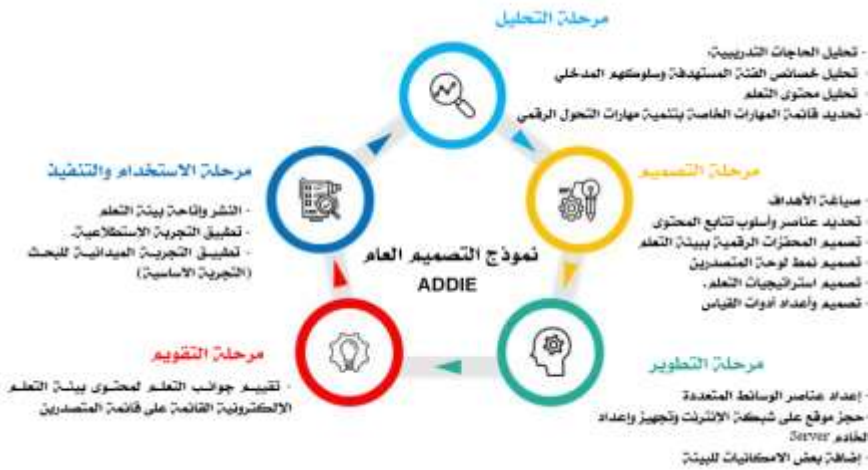 مرحلة التحليل
- تحليل الحاجات التدريبية.
- تحليل خصائص الفئة المستهدفة وسلوكهم المدخلي
- تحليل محتوى التعلم
- تحديد قائمة المهارات الخاصة بتنمية مهارات التحول الرقمي
مرحلة التصميم
- صياغة الأهداف
تحديد عناصر وأسلوب تتابع المحتوى
تصميم المحفزات الرقمية ببيئة التعلم
- تصميم نمط لوحة المتصدرين
- تصميم استراتيجيات التعلم.
- تصميم وأعداد أدوات القياس
مرحلة التطوير
- إعداد عناصر الوسائط المتعددة
حجز موقع على شبكة الانترنت وتجهيز وإعداد
الخادم Server
- إضافة بعض الامكانيات للبيئة
مرحلة التقويم
- تقييم جوانب التعلم لمحتوى بيئة التعلم
الالكترونية القائمة على قائمة المتصدرين
مرحلة الاستخدام والتنفيذ
- النشر وإتاحة بيئة التعلم
- تطبيق التجربة الاستطلاعية.
- تطبيق التجربة الميدانية للبحث
(التجربة الاساسية)
نموذج التصميم العام
ADDIE